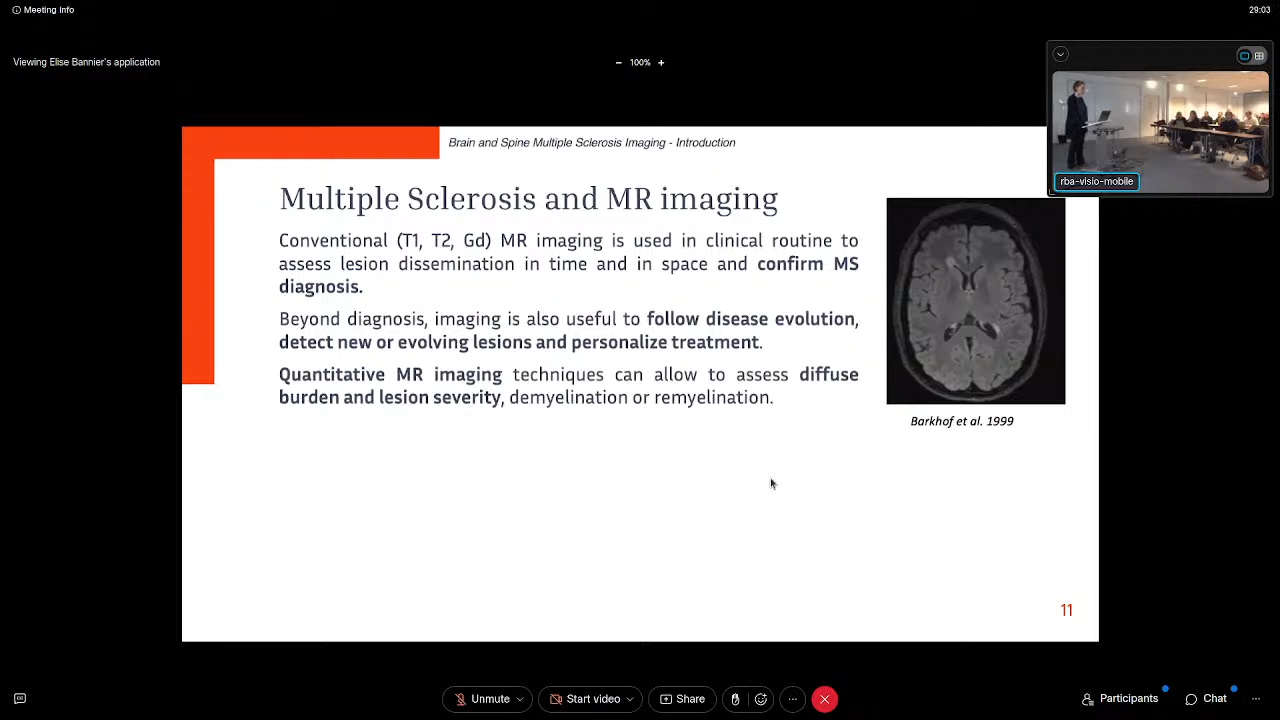 Meeting Info
29:03
Viewing Elise Bannier's application
100%
rba-visio-mobile
Brain and Spine Multiple Sclerosis Imaging - Introduction
Multiple Sclerosis and MR imaging
Conventional (T1, T2, Gd) MR imaging is used in clinical routine to
assess lesion dissemination in time and in space and confirm MS
diagnosis.
Beyond diagnosis, imaging is also useful to follow disease evolution,
detect new or evolving lesions and personalize treatment.
Quantitative MR imaging techniques can allow to assess diffuse
burden and lesion severity, demyelination or remyelination.
Barkhof et al. 1999
11
Unmute
Start video
Share
Participants
Chat